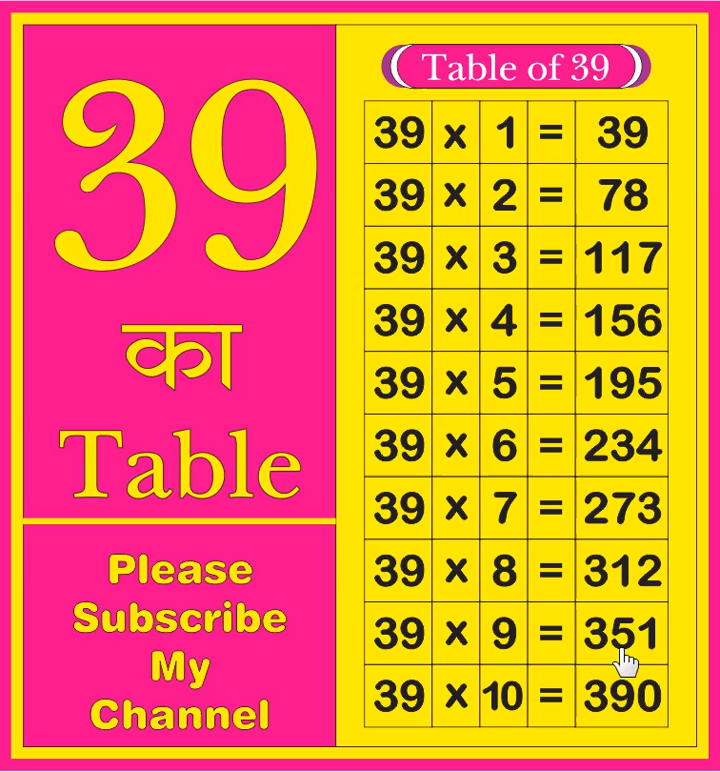 39
का
Table
Please
Subscribe
My
Channel
Table of 39
39 x 1 = 39
39 x 2 = 78
39 x 3 = 117
39 x 4 = 156
39 x 5 = 195
39 x 6 = 234
39 x 7 = 273
39 x 8 = 312
39 x 9 = 351
39 x 10 = 390